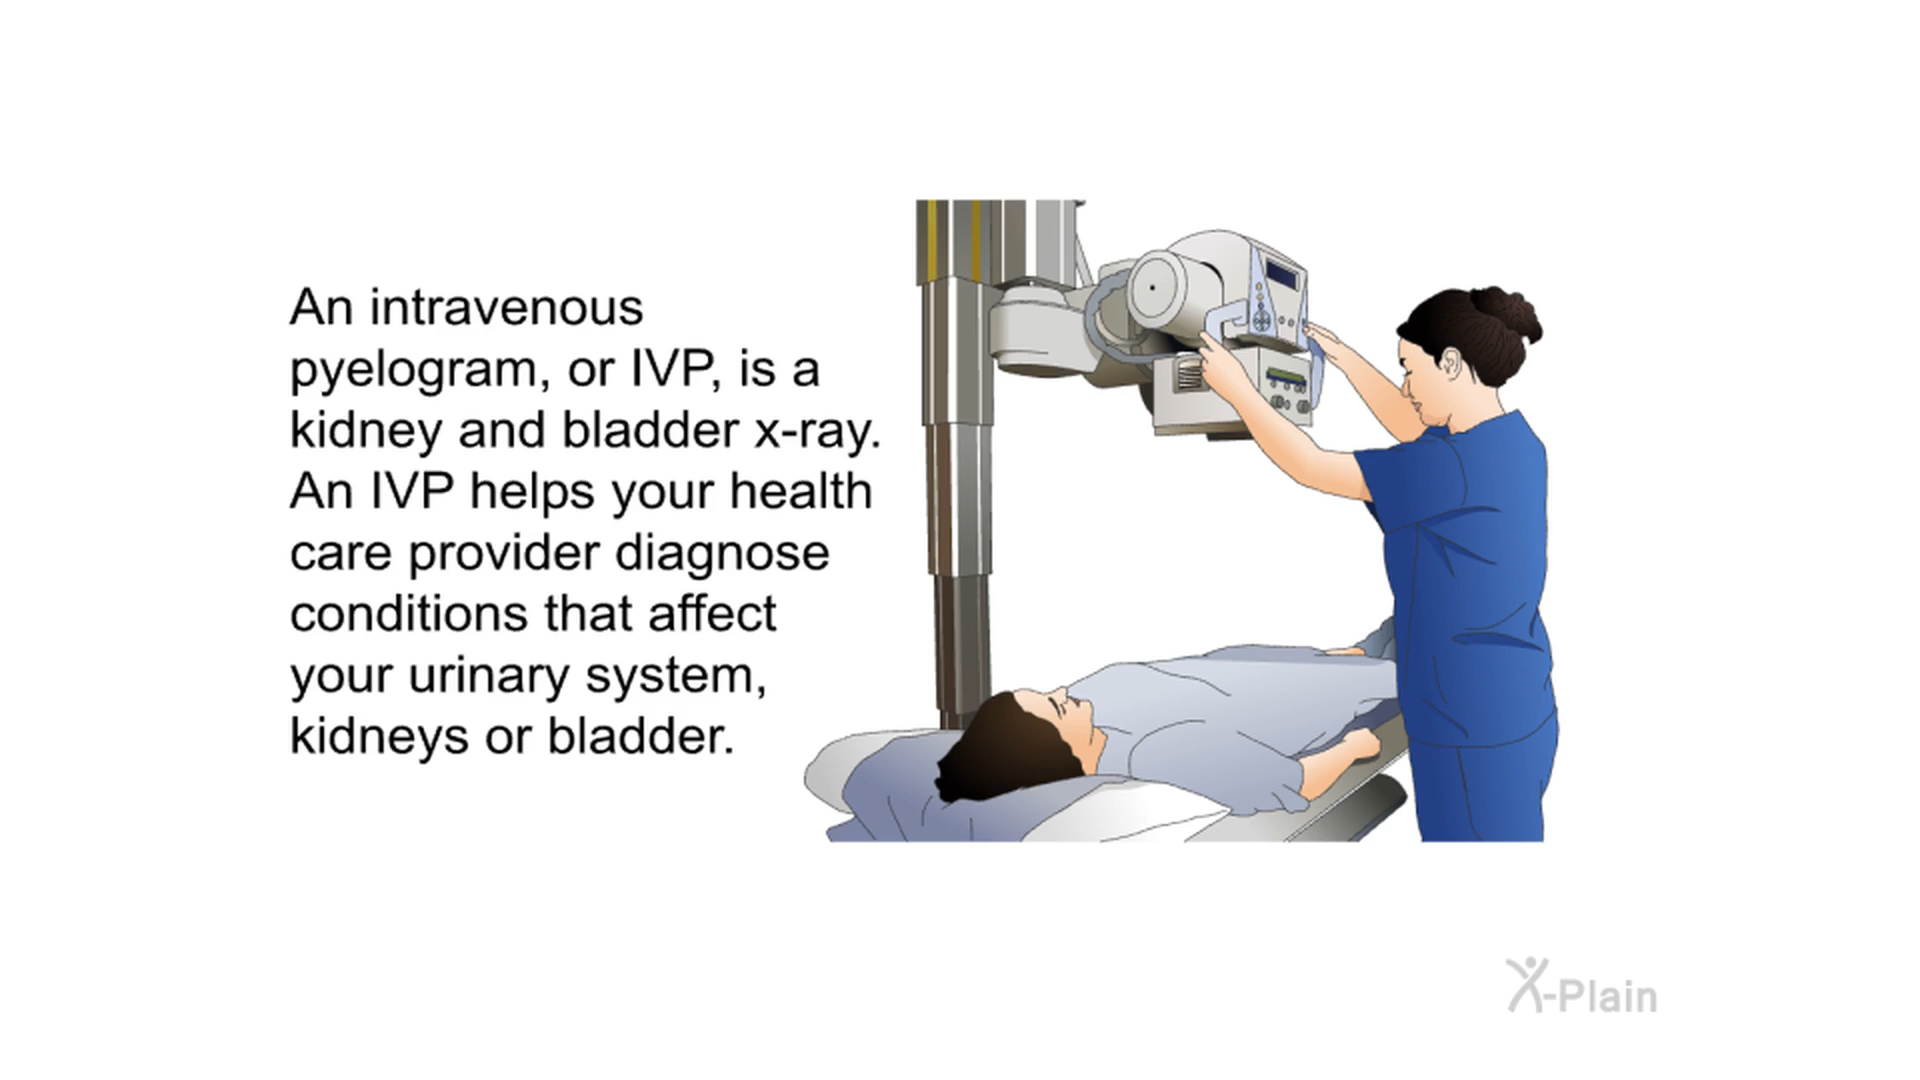 An intravenous
pyelogram, or IVP, is a
kidney and bladder x-ray.
An IVP helps your health
care provider diagnose
conditions that affect
your urinary system,
kidneys or bladder.
X-Plain